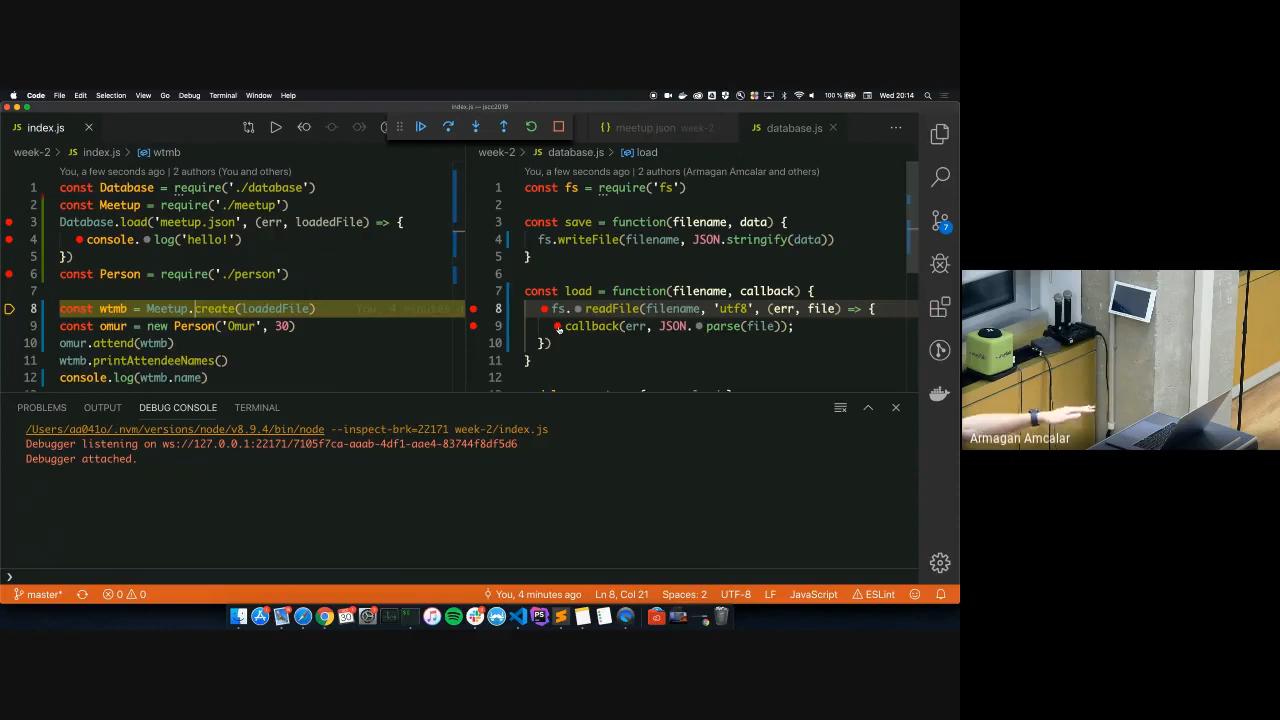 Code File Edit Selection View Go Debug Terminal Window Help 100 % Wed 20:14
index.js — jscc2019
index.js
meetup.json week-2
database.js
week-2 > index.js > wtmb
week-2 > database.js > load
You, a few seconds ago | 2 authors (You and others)
1 const Database = require('./database')
2 const Meetup = require('./meetup')
3 Database.load('meetup.json', (err, loadedFile) => {
4 console. log('hello!')
5 })
6 const Person = require('./person')
7
8 const wtmb = Meetup.create(loadedFile) You, 4 minutes
9 const omur = new Person('Omur', 30)
10 omur.attend(wtmb)
11 wtmb.printAttendeeNames()
12 console.log(wtmb.name)
You, a few seconds ago | 2 authors (Armagan Amcalar and others)
1 const fs = require('fs')
2
3 const save = function(filename, data) {
4 fs.writeFile(filename, JSON.stringify(data))
5 }
6
7 const load = function(filename, callback) {
8 fs. readFile(filename, 'utf8', (err, file) => {
9 callback(err, JSON. parse(file));
10 })
11 }
12
7
PROBLEMS OUTPUT DEBUG CONSOLE TERMINAL
/Users/aa041o/.nvm/versions/node/v8.9.4/bin/node --inspect-brk=22171 week-2/index.js
Debugger listening on ws://127.0.0.1:22171/7105f7ca-aaab-4df1-aae4-83744f8df5d6
Debugger attached.
master* 0 0 You, 4 minutes ago Ln 8, Col 21 Spaces: 2 UTF-8 LF JavaScript ESLint
Armagan Amcalar